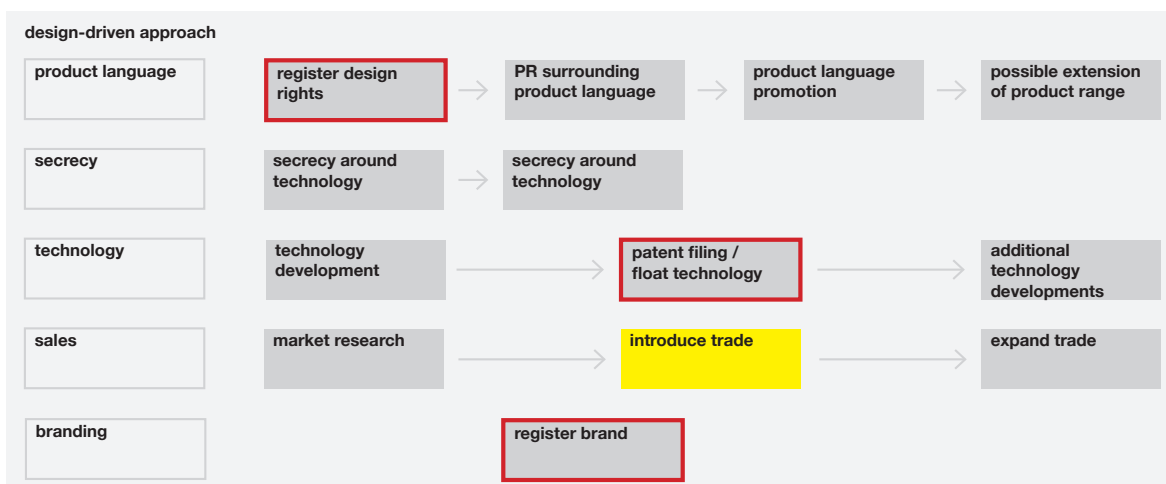 design-driven approach
product language
register design
rights
PR surrounding
product language
product language
promotion
possible extension
of product range
secrecy
secrecy around
technology
secrecy around
technology
technology
technology
development
patent filing /
float technology
additional
technology
developments
sales
market research
introduce trade
expand trade
branding
register brand